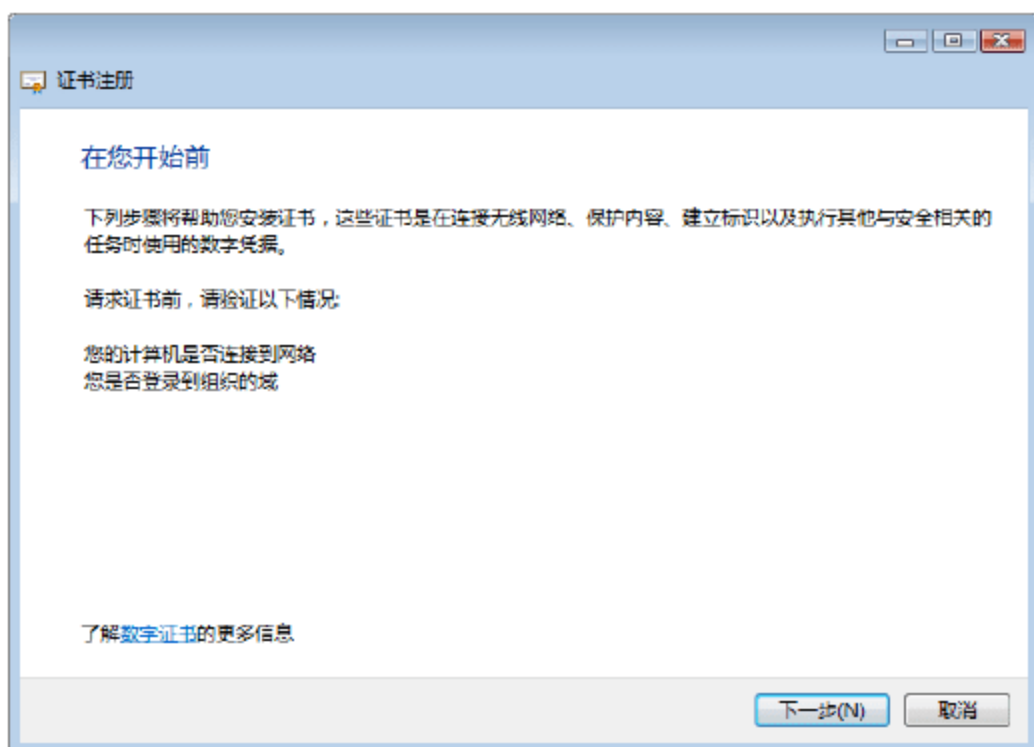 证书注册
在您开始前
下列步骤将帮助您安装证书，这些证书是在连接无线网络、保护内容、建立标识以及执行其他与安全相关的
任务时使用的数字凭据。
请求证书前，请验证以下情况:
您的计算机是否连接到网络
您是否登录到组织的域
了解数字证书的更多信息
下一步(N)
取消